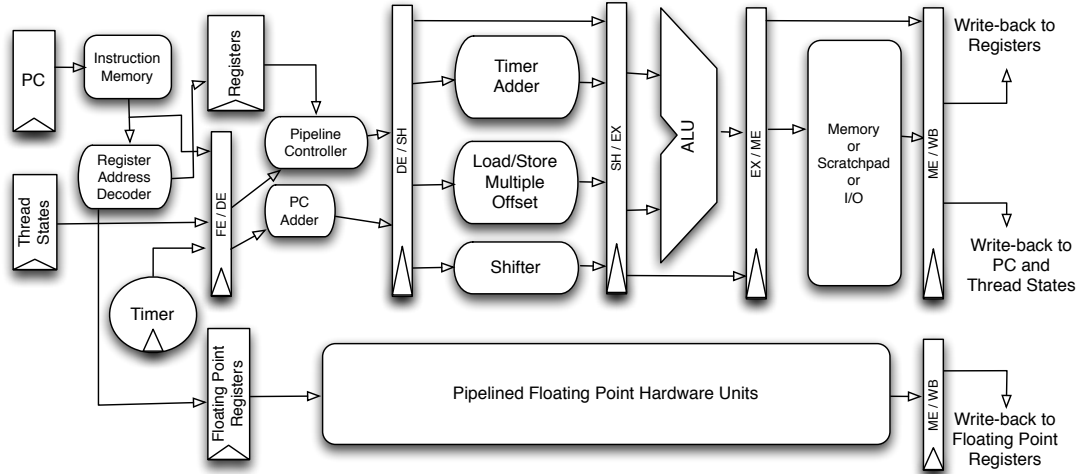 PC
Instruction
Memory
Register
Address
Decoder
Thread
States
Timer
Registers
FE / DE
Pipeline
Controller
PC
Adder
DE / SH
Timer
Adder
Load/Store
Multiple
Offset
Shifter
SH / EX
ALU
EX / ME
Memory
or
Scratchpad
or
I/O
ME / WB
Write-back to
Registers
Write-back to
PC and
Thread States
Floating Point
Registers
Pipelined Floating Point Hardware Units
ME / WB
Write-back to
Floating Point
Registers